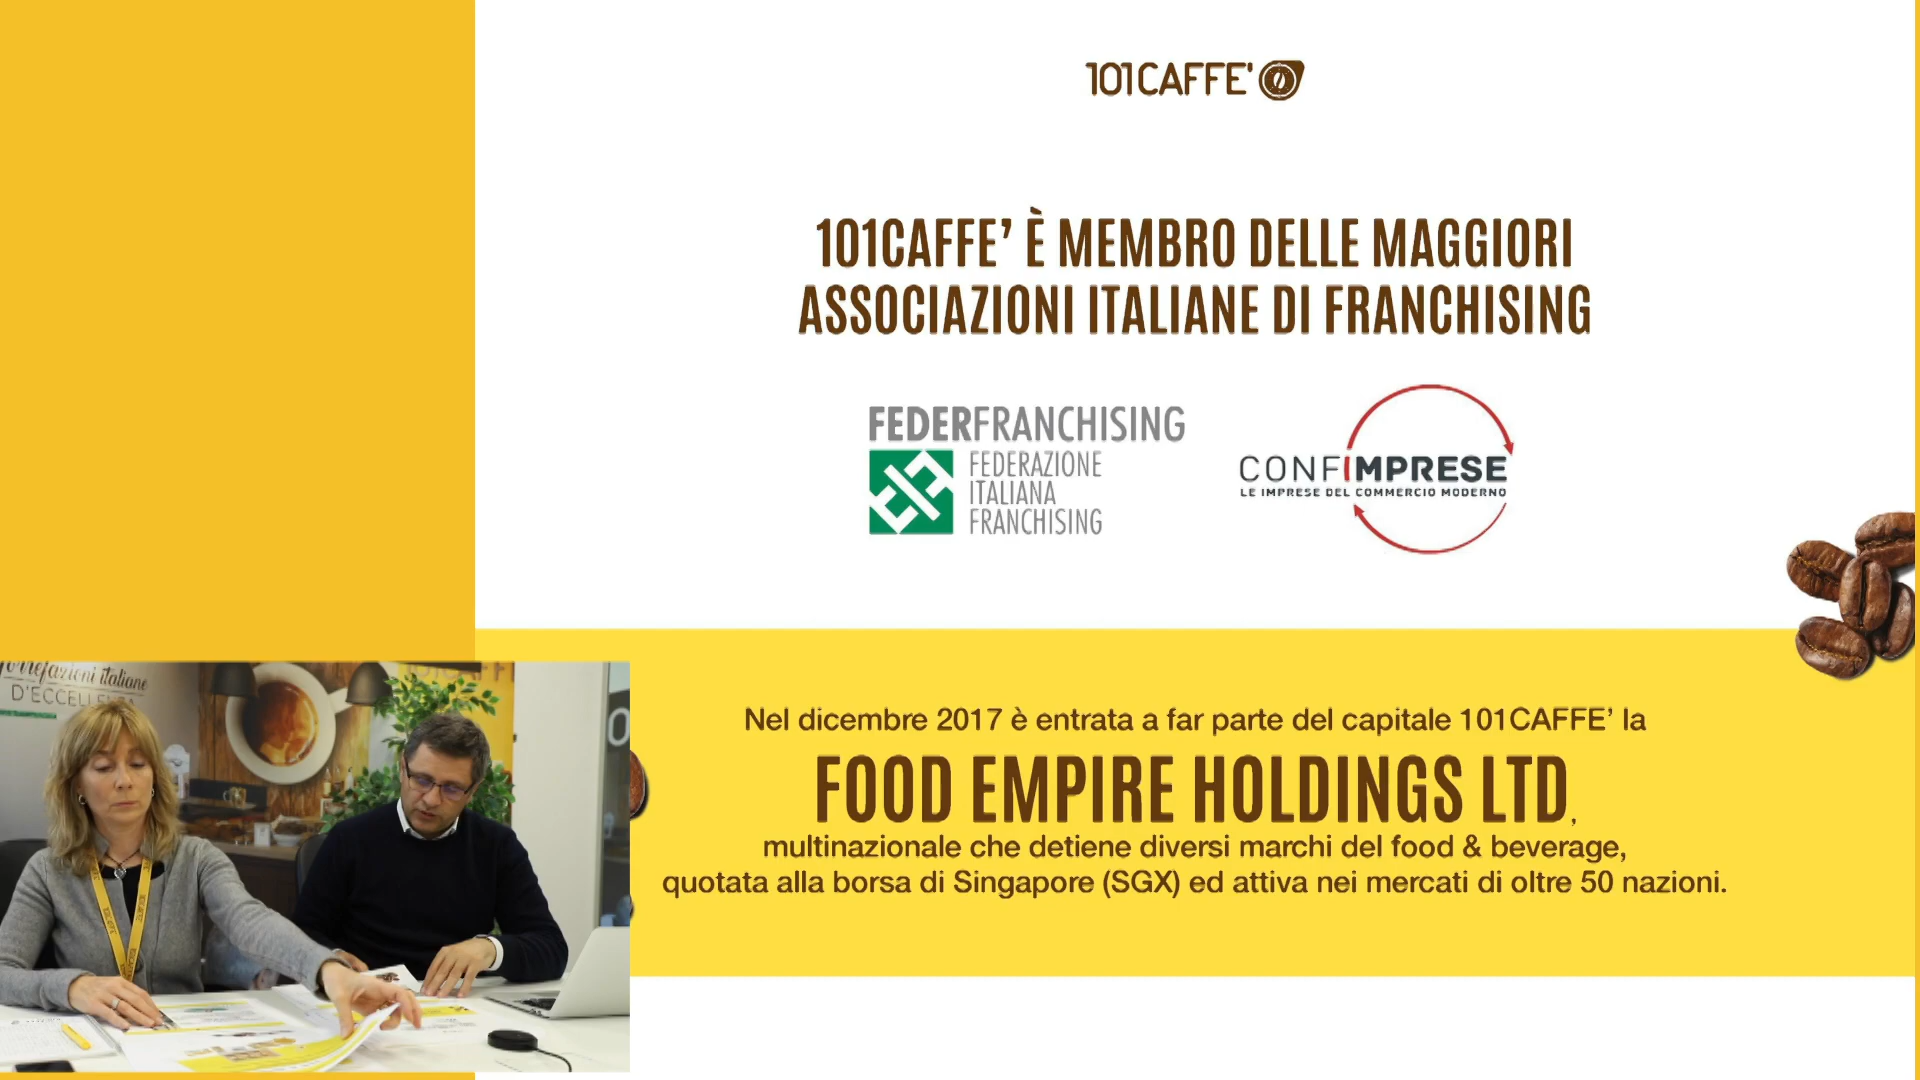 101CAFFE'
101CAFFE’ È MEMBRO DELLE MAGGIORI
ASSOCIAZIONI ITALIANE DI FRANCHISING
FEDERFRANCHISING
FEDERAZIONE
ITALIANA
FRANCHISING
CONFIMPRESE
LE IMPRESE DEL COMMERCIO MODERNO
Nel dicembre 2017 è entrata a far parte del capitale 101CAFFE’ la
FOOD EMPIRE HOLDINGS LTD,
multinazionale che detiene diversi marchi del food & beverage,
quotata alla borsa di Singapore (SGX) ed attiva nei mercati di oltre 50 nazioni.
italiane
D'ECCELLENZA